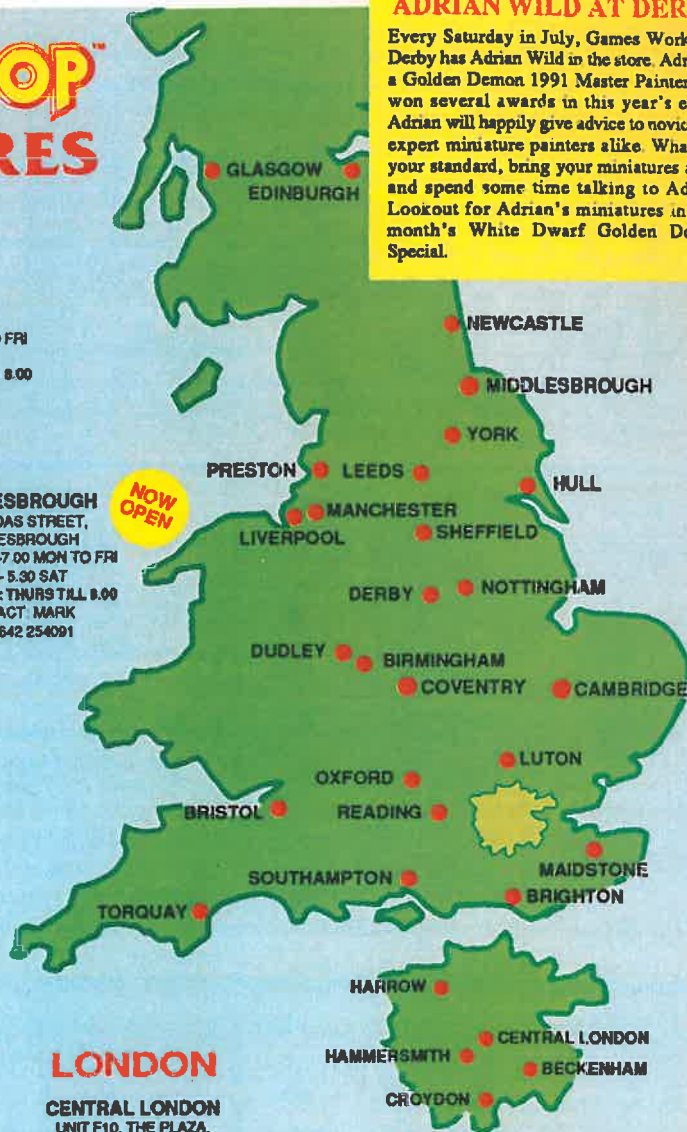 OP™
RES
ADRIAN WILD AT DER
Every Saturday in July, Games Work
Derby has Adrian Wild in the store. Adr
a Golden Demon 1991 Master Painter
won several awards in this year's e
Adrian will happily give advice to novic
expert miniature painters alike. Wha
your standard, bring your miniatures a
and spend some time talking to Ad
Lookout for Adrian's miniatures in
month's White Dwarf Golden De
Special.
GLASGOW
EDINBURGH
FRI
8.00
NEWCASTLE
MIDDLESBROUGH
YORK
PRESTON
LEEDS
HULL
MANCHESTER
LIVERPOOL
SHEFFIELD
NOW
OPEN
ESBROUGH
DAS STREET,
ESBROUGH
-7.00 MON TO FRI
- 5.30 SAT
: THURS TILL 8.00
ACT: MARK
642 254091
DERBY
NOTTINGHAM
DUDLEY
BIRMINGHAM
COVENTRY
CAMBRIDGE
LUTON
OXFORD
BRISTOL
READING
MAIDSTONE
SOUTHAMPTON
BRIGHTON
TORQUAY
HARROW
CENTRAL LONDON
HAMMERSMITH
BECKENHAM
CROYDON
LONDON
CENTRAL LONDON
UNIT F10, THE PLAZA,